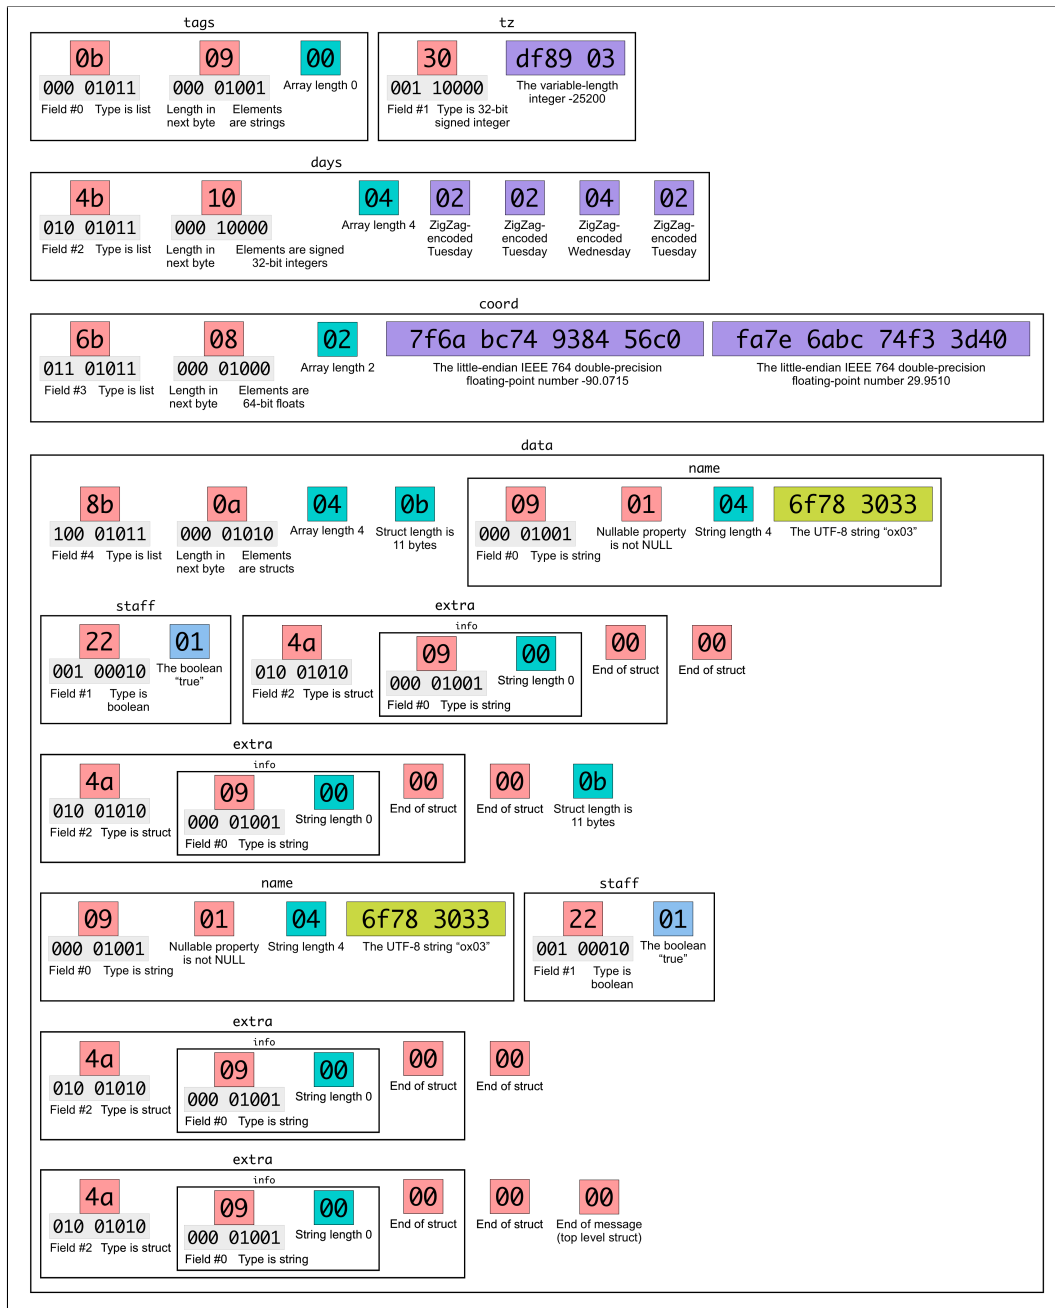 tags
tz
0b 09 00
30 df89 03
000 01011 000 01001 Array length 0
001 10000 The variable-length
integer -25200
Field #0 Type is list Length in next byte Elements are strings
Field #1 Type is 32-bit signed integer
days
4b 10 04 02 02 04 02
010 01011 000 10000 Array length 4 ZigZag-encoded Tuesday ZigZag-encoded Tuesday ZigZag-encoded Wednesday ZigZag-encoded Tuesday
Field #2 Type is list Length in next byte Elements are signed 32-bit integers
coord
6b 08 02 7f6a bc74 9384 56c0 fa7e 6abc 74f3 3d40
011 01011 000 01000 Array length 2 The little-endian IEEE 764 double-precision floating-point number -90.0715 The little-endian IEEE 764 double-precision floating-point number 29.9510
Field #3 Type is list Length in next byte Elements are 64-bit floats
data
name
8b 0a 04 0b 09 01 04 6f78 3033
100 01011 000 01010 Array length 4 Struct length is 11 bytes 000 01001 Nullable property is not NULL String length 4 The UTF-8 string “ox03”
Field #4 Type is list Length in next byte Elements are structs Field #0 Type is string
staff
extra
info
22 01 4a 09 00 00 00
001 00010 The boolean “true” 010 01010 000 01001 String length 0 End of struct End of struct
Field #1 Type is boolean Field #2 Type is struct Field #0 Type is string
extra
info
4a 09 00 00 00 0b
010 01010 000 01001 String length 0 End of struct End of struct Struct length is 11 bytes
Field #2 Type is struct Field #0 Type is string
name
staff
09 01 04 6f78 3033 22 01
000 01001 Nullable property is not NULL String length 4 The UTF-8 string “ox03” 001 00010 The boolean “true”
Field #0 Type is string Field #1 Type is boolean
extra
info
4a 09 00 00 00
010 01010 000 01001 String length 0 End of struct End of struct
Field #2 Type is struct Field #0 Type is string
extra
info
4a 09 00 00 00 00
010 01010 000 01001 String length 0 End of struct End of struct End of message (top level struct)
Field #2 Type is struct Field #0 Type is string